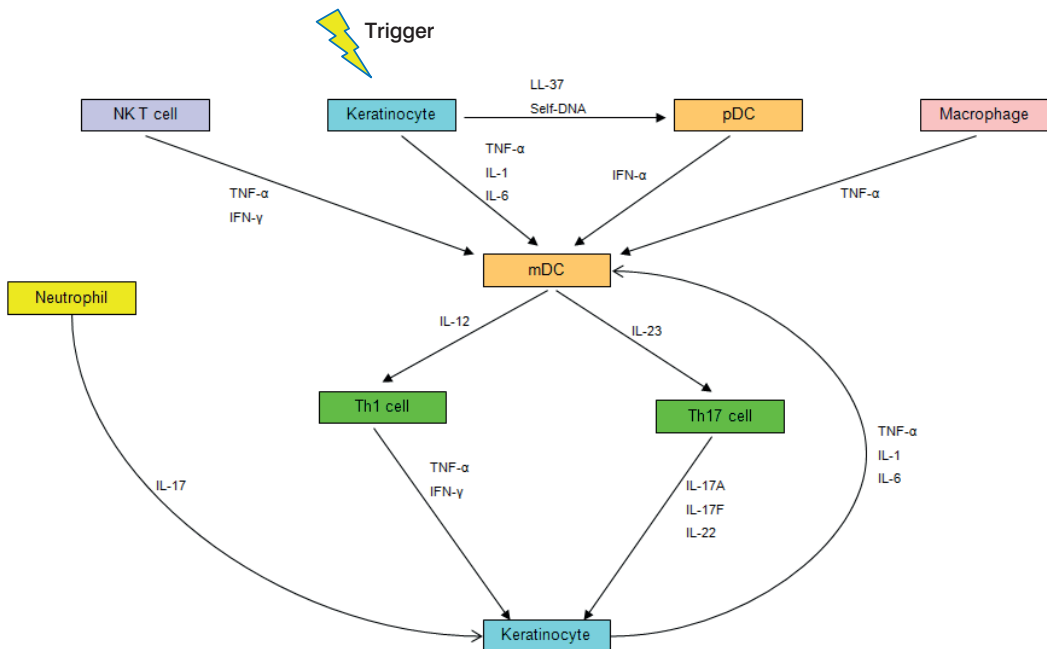 Trigger
NK T cell
Keratinocyte
LL-37
Self-DNA
pDC
Macrophage
TNF-α
IFN-γ
TNF-α
IL-1
IL-6
IFN-α
TNF-α
mDC
Neutrophil
IL-12
IL-23
Th1 cell
Th17 cell
IL-17
TNF-α
IFN-γ
IL-17A
IL-17F
IL-22
TNF-α
IL-1
IL-6
Keratinocyte